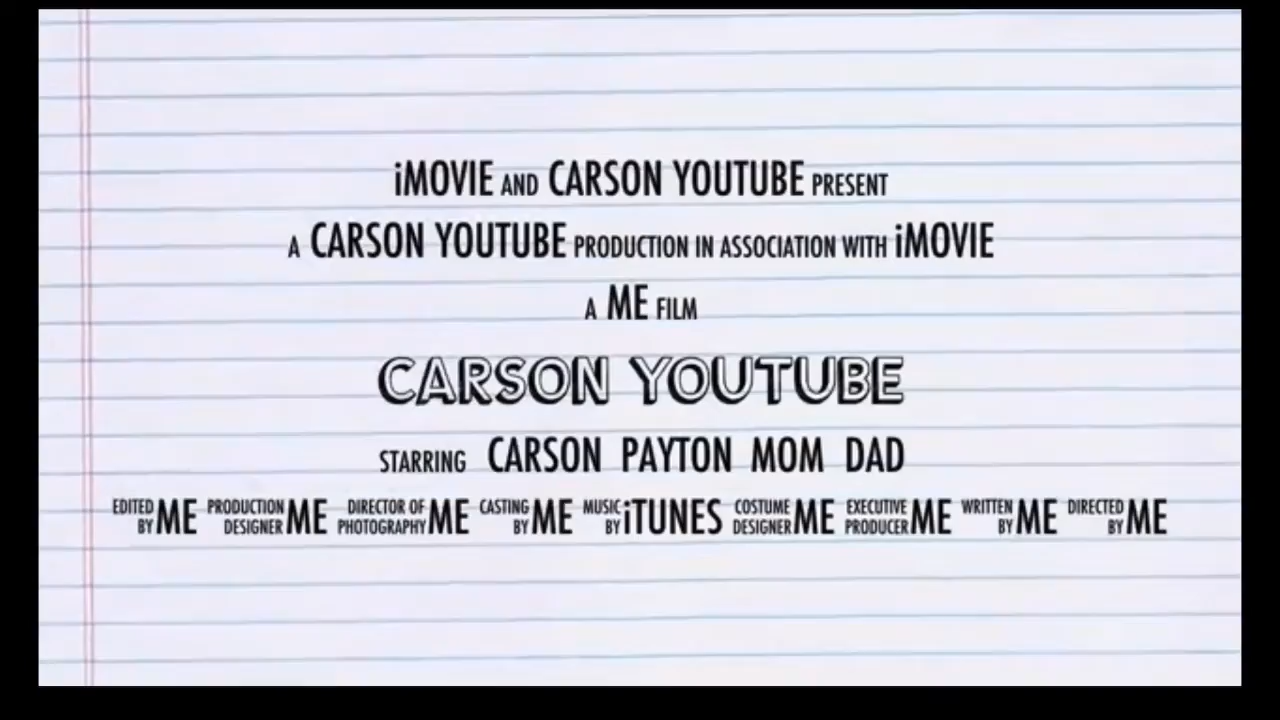 iMOVIE AND CARSON YOUTUBE PRESENT
A CARSON YOUTUBE PRODUCTION IN ASSOCIATION WITH iMOVIE
A ME FILM
CARSON YOUTUBE
STARRING CARSON PAYTON MOM DAD
EDITED BY ME PRODUCTION DESIGNER ME DIRECTOR OF PHOTOGRAPHY ME CASTING BY ME MUSIC BY iTUNES COSTUME DESIGNER ME EXECUTIVE PRODUCER ME WRITTEN BY ME DIRECTED BY ME